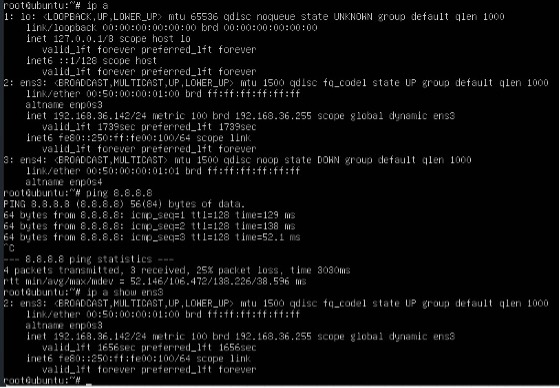 root@ubuntu:~# ip a
1: lo: <LOOPBACK,UP,LOWER_UP> mtu 65536 qdisc noqueue state UNKNOWN group default qlen 1000
    link/loopback 00:00:00:00:00:00 brd 00:00:00:00:00:00
    inet 127.0.0.1/8 scope host lo
       valid_lft forever preferred_lft forever
    inet6 ::1/128 scope host
       valid_lft forever preferred_lft forever
2: ens3: <BROADCAST,MULTICAST,UP,LOWER_UP> mtu 1500 qdisc fq_codel state UP group default qlen 1000
    link/ether 00:50:00:00:01:00 brd ff:ff:ff:ff:ff:ff
    altname enp0s3
    inet 192.168.36.142/24 metric 100 brd 192.168.36.255 scope global dynamic ens3
       valid_lft 1739sec preferred_lft 1739sec
    inet6 fe80::250:ff:fe00:100/64 scope link
       valid_lft forever preferred_lft forever
3: ens4: <BROADCAST,MULTICAST> mtu 1500 qdisc noop state DOWN group default qlen 1000
    link/ether 00:50:00:00:01:01 brd ff:ff:ff:ff:ff:ff
    altname enp0s4
root@ubuntu:~# ping 8.8.8.8
PING 8.8.8.8 (8.8.8.8) 56(84) bytes of data.
64 bytes from 8.8.8.8: icmp_seq=1 ttl=128 time=129 ms
64 bytes from 8.8.8.8: icmp_seq=2 ttl=128 time=138 ms
64 bytes from 8.8.8.8: icmp_seq=3 ttl=128 time=52.1 ms
^C
--- 8.8.8.8 ping statistics ---
4 packets transmitted, 3 received, 25% packet loss, time 3030ms
rtt min/avg/max/mdev = 52.146/106.472/138.226/38.596 ms
root@ubuntu:~# ip a show ens3
2: ens3: <BROADCAST,MULTICAST,UP,LOWER_UP> mtu 1500 qdisc fq_codel state UP group default qlen 1000
    link/ether 00:50:00:00:01:00 brd ff:ff:ff:ff:ff:ff
    altname enp0s3
    inet 192.168.36.142/24 metric 100 brd 192.168.36.255 scope global dynamic ens3
       valid_lft 1656sec preferred_lft 1656sec
    inet6 fe80::250:ff:fe00:100/64 scope link
       valid_lft forever preferred_lft forever
root@ubuntu:~# _